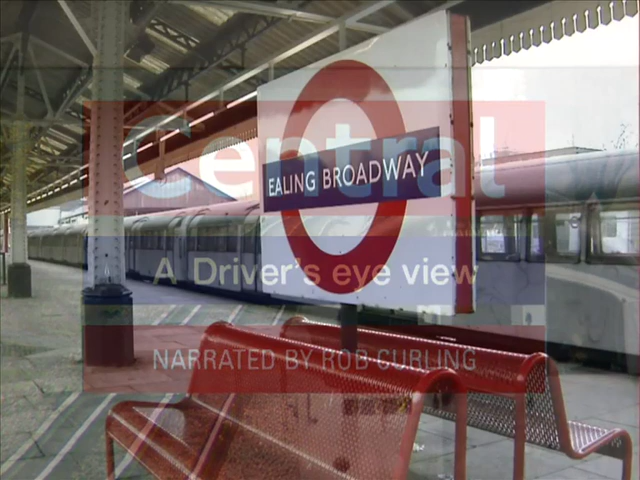 Central
EALING BROADWAY
A Driver's eye view
NARRATED BY ROB CURLING